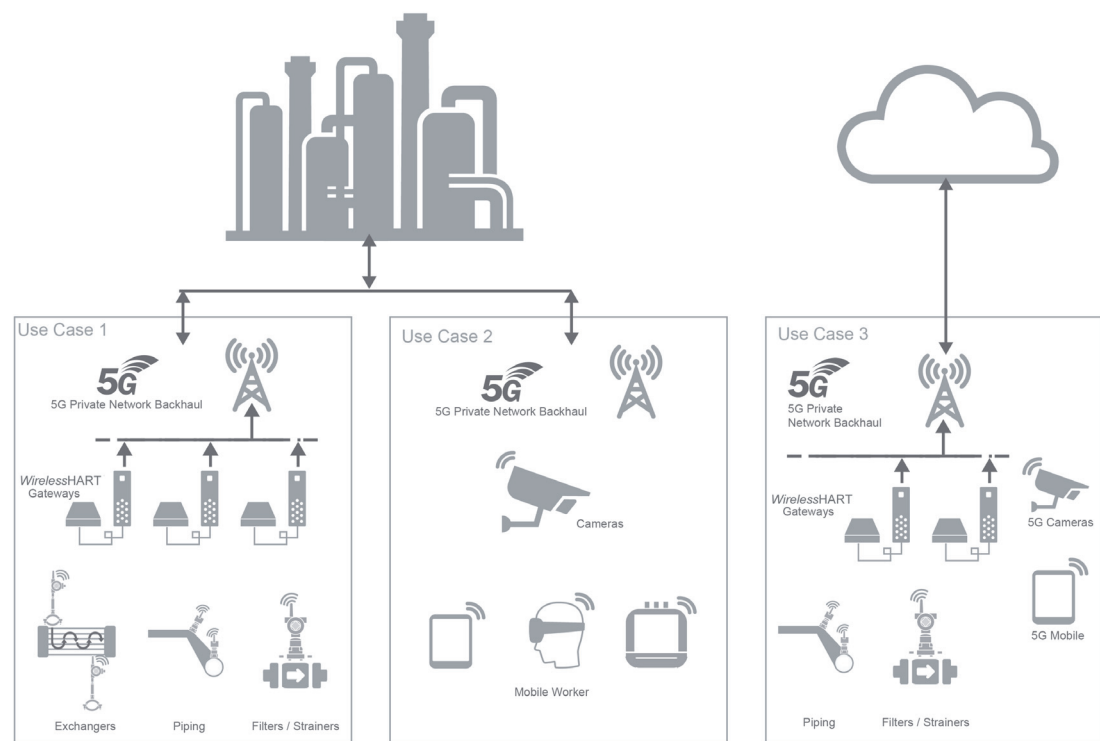 Use Case 1
5G
5G Private Network Backhaul
WirelessHART
Gateways
Exchangers
Piping
Filters / Strainers
Use Case 2
5G
5G Private Network Backhaul
Cameras
Mobile Worker
Use Case 3
5G
5G Private
Network Backhaul
WirelessHART
Gateways
5G Cameras
5G Mobile
Piping
Filters / Strainers